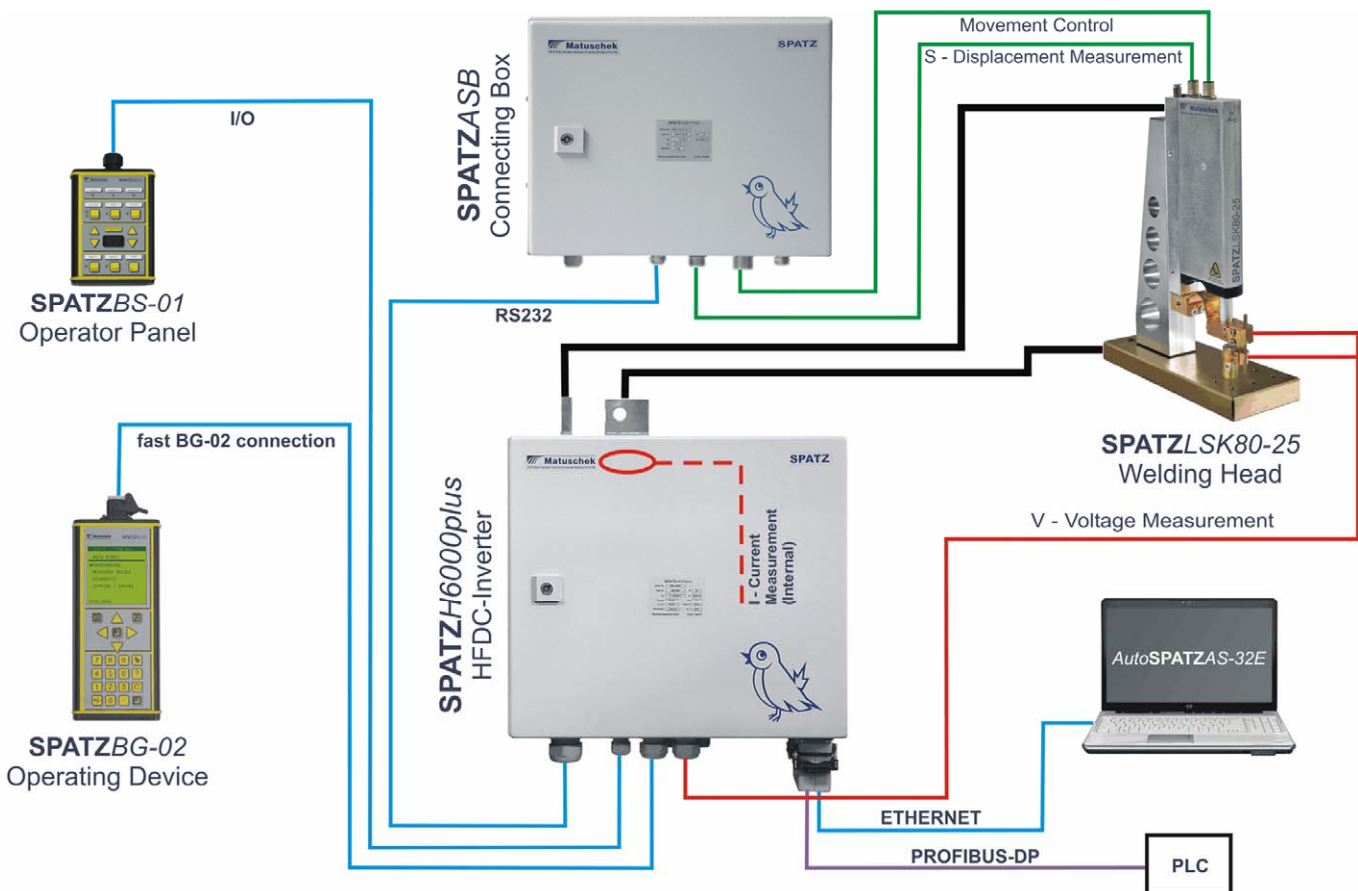 Movement Control
S - Displacement Measurement
Matuschek
SPATZ
SPATZASB
Connecting Box
I/O
Matuschek
SPATZLSK80-25
SPATZBS-01
Operator Panel
RS232
fast BG-02 connection
SPATZLSK80-25
Welding Head
Matuschek
SPATZ
SPATZH6000plus
HFDC-Inverter
I - Current
Measurement
(Internal)
V - Voltage Measurement
AutoSPATZAS-32E
SPATZBG-02
Operating Device
ETHERNET
PROFIBUS-DP
PLC